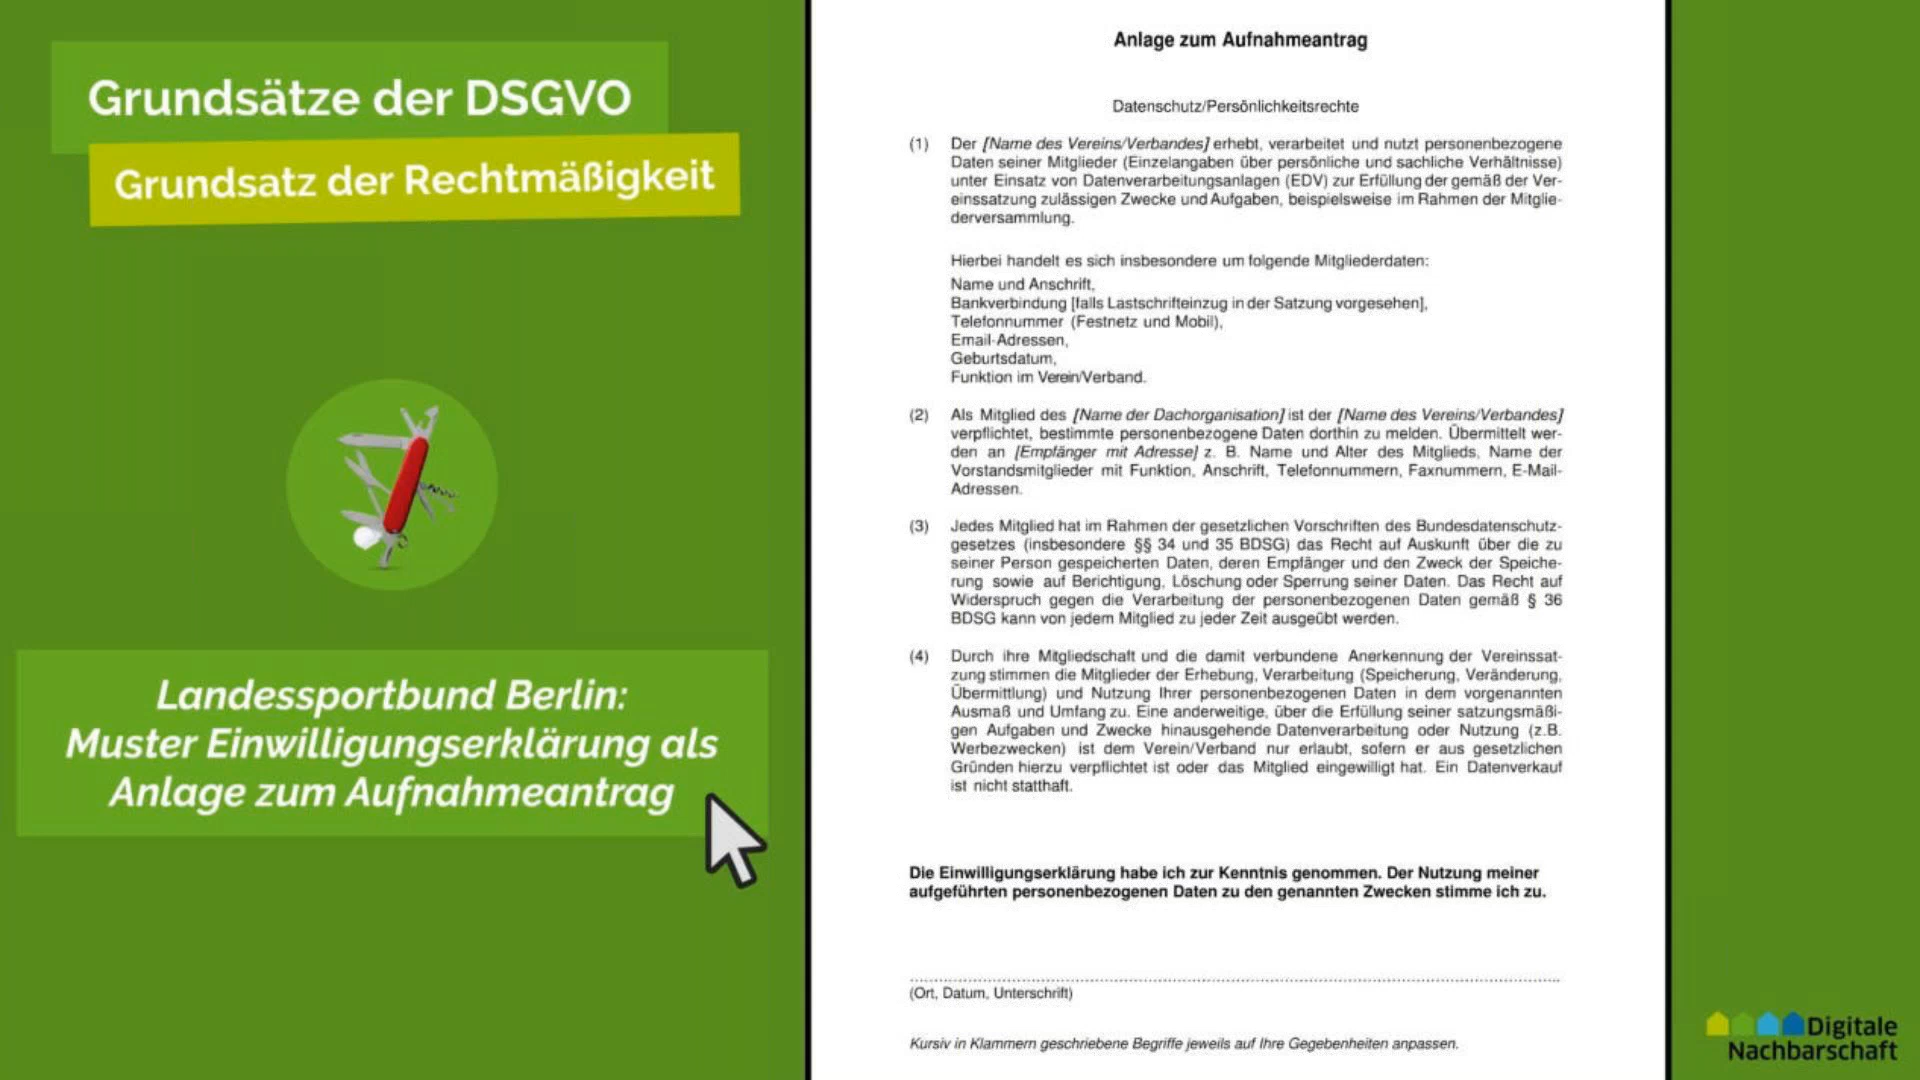 Grundsätze der DSGVO
Grundsatz der Rechtmäßigkeit
Landessportbund Berlin:
Muster Einwilligungserklärung als
Anlage zum Aufnahmeantrag
Anlage zum Aufnahmeantrag
Datenschutz/Persönlichkeitsrechte
(1) Der [Name des Vereins/Verbandes] erhebt, verarbeitet und nutzt personenbezogene
Daten seiner Mitglieder (Einzelangaben über persönliche und sachliche Verhältnisse)
unter Einsatz von Datenverarbeitungsanlagen (EDV) zur Erfüllung der gemäß der Ver-
einssatzung zulässigen Zwecke und Aufgaben, beispielsweise im Rahmen der Mitglie-
derversammlung.
Hierbei handelt es sich insbesondere um folgende Mitgliederdaten:
Name und Anschrift,
Bankverbindung [falls Lastschrifteinzug in der Satzung vorgesehen],
Telefonnummer (Festnetz und Mobil),
Email-Adressen,
Geburtsdatum,
Funktion im Verein/Verband.
(2) Als Mitglied des [Name der Dachorganisation] ist der [Name des Vereins/Verbandes]
verpflichtet, bestimmte personenbezogene Daten dorthin zu melden. Übermittelt wer-
den an [Empfänger mit Adresse] z. B. Name und Alter des Mitglieds, Name der
Vorstandsmitglieder mit Funktion, Anschrift, Telefonnummern, Faxnummern, E-Mail-
Adressen.
(3) Jedes Mitglied hat im Rahmen der gesetzlichen Vorschriften des Bundesdatenschutz-
gesetzes (insbesondere §§ 34 und 35 BDSG) das Recht auf Auskunft über die zu
seiner Person gespeicherten Daten, deren Empfänger und den Zweck der Speiche-
rung sowie auf Berichtigung, Löschung oder Sperrung seiner Daten. Das Recht auf
Widerspruch gegen die Verarbeitung der personenbezogenen Daten gemäß § 36
BDSG kann von jedem Mitglied zu jeder Zeit ausgeübt werden.
(4) Durch ihre Mitgliedschaft und die damit verbundene Anerkennung der Vereinssat-
zung stimmen die Mitglieder der Erhebung, Verarbeitung (Speicherung, Veränderung,
Übermittlung) und Nutzung Ihrer personenbezogenen Daten in dem vorgenannten
Ausmaß und Umfang zu. Eine anderweitige, über die Erfüllung seiner satzungsmäßi-
gen Aufgaben und Zwecke hinausgehende Datenverarbeitung oder Nutzung (z.B.
Werbezwecken) ist dem Verein/Verband nur erlaubt, sofern er aus gesetzlichen
Gründen hierzu verpflichtet ist oder das Mitglied eingewilligt hat. Ein Datenverkauf
ist nicht statthaft.
Die Einwilligungserklärung habe ich zur Kenntnis genommen. Der Nutzung meiner
aufgeführten personenbezogenen Daten zu den genannten Zwecken stimme ich zu.
(Ort, Datum, Unterschrift)
Kursiv in Klammern geschriebene Begriffe jeweils auf Ihre Gegebenheiten anpassen.
Digitale
Nachbarschaft